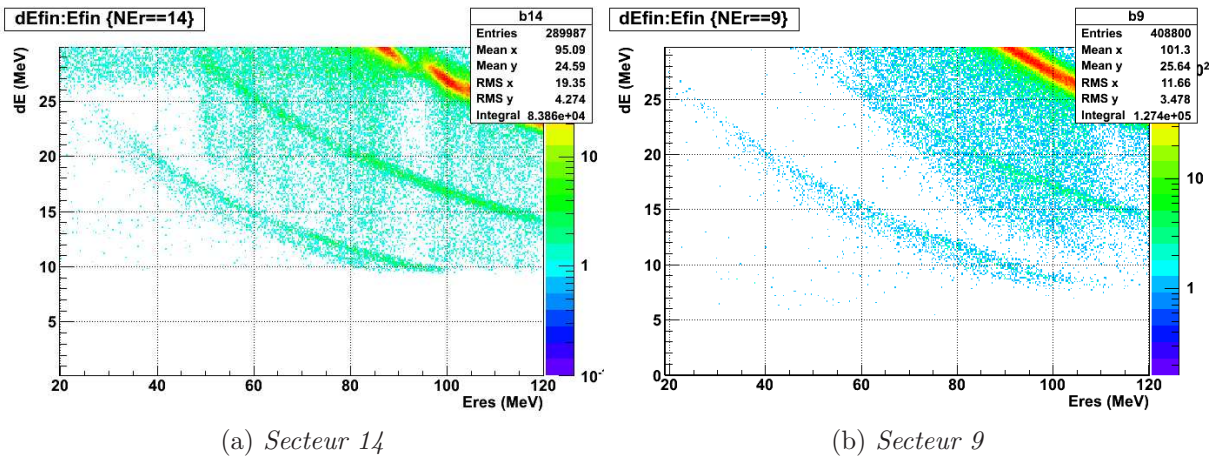 dEfin:Efin {NEr==14}
b14
Entries 289987
Mean x 95.09
Mean y 24.59
RMS x 19.35
RMS y 4.274
Integral 8.386e+04
dE (MeV)
25
20
15
10
5
20 40 60 80 100 120
Eres (MeV)
10
1
10⁻
(a) Secteur 14
dEfin:Efin {NEr==9}
b9
Entries 408800
Mean x 101.3
Mean y 25.64
RMS x 11.66
RMS y 3.478
Integral 1.274e+05
dE (MeV)
25
20
15
10
5
0
20 40 60 80 100 120
Eres (MeV)
0²
10
1
(b) Secteur 9